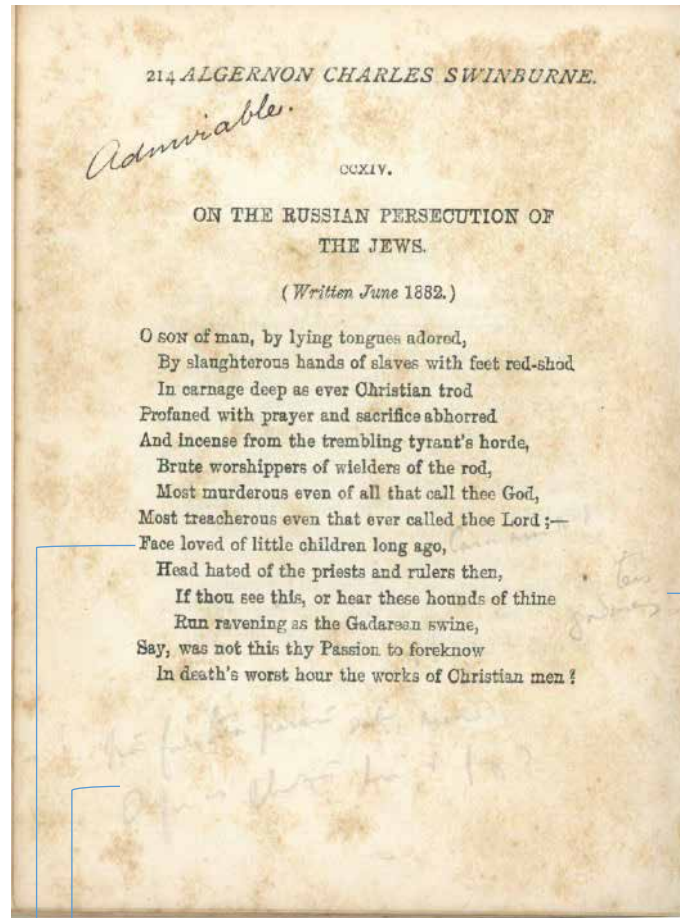 214 ALGERNON CHARLES SWINBURNE.
Admirable.
CCXIV.
ON THE RUSSIAN PERSECUTION OF
THE JEWS.
(Written June 1882.)
O SON of man, by lying tongues adored,
By slaughterous hands of slaves with feet red-shod
In carnage deep as ever Christian trod
Profaned with prayer and sacrifice abhorred
And incense from the trembling tyrant's horde,
Brute worshippers of wielders of the rod,
Most murderous even of all that call thee God,
Most treacherous even that ever called thee Lord;—
Face loved of little children long ago,
Head hated of the priests and rulers then,
If thou see this, or hear these hounds of thine
Run ravening as the Gadarean swine,
Say, was not this thy Passion to foreknow
In death's worst hour the works of Christian men?